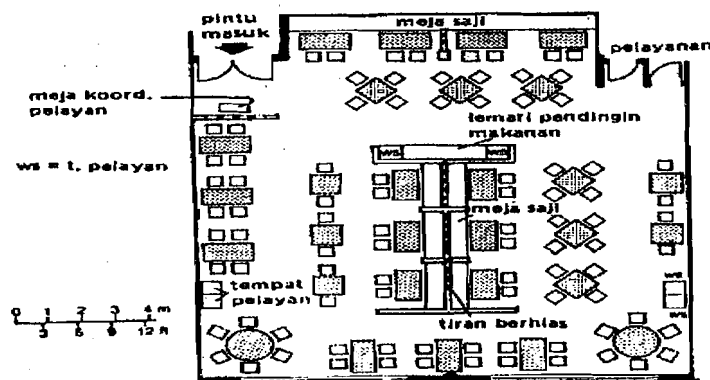 pintu
masuk
meja saji
pelayanan
meja koord.
pelayan
lemari pendingin
makanan
ws = t. pelayan
ws
ws
meja saji
tempat
pelayan
ws
ws
tiran berhias
0 1 2 3 4 m
3 6 9 12 ft